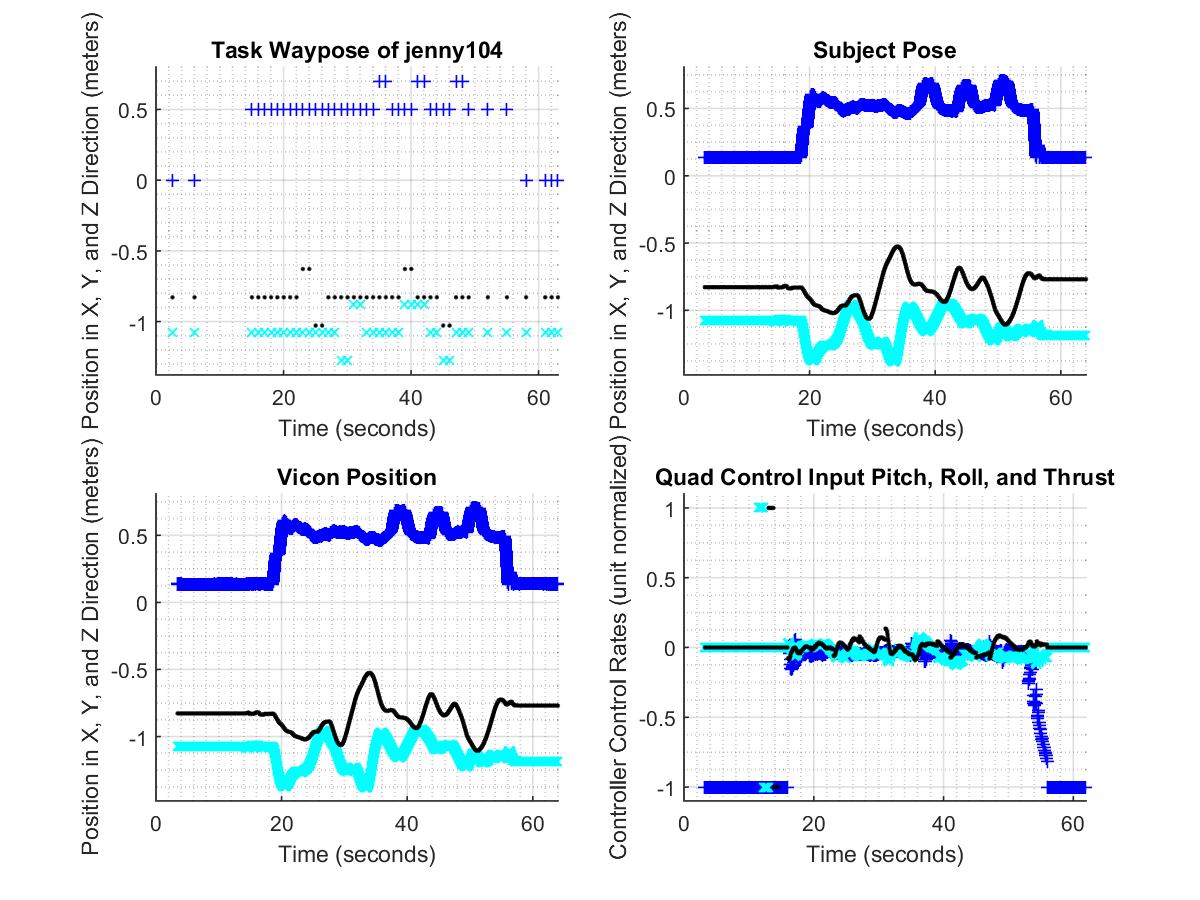 Task Waypose of jenny104
Position in X, Y, and Z Direction (meters)
0.5
0
-0.5
-1
0 20 40 60
Time (seconds)
Subject Pose
Position in X, Y, and Z Direction (meters)
0.5
0
-0.5
-1
0 20 40 60
Time (seconds)
Vicon Position
Position in X, Y, and Z Direction (meters)
0.5
0
-0.5
-1
0 20 40 60
Time (seconds)
Quad Control Input Pitch, Roll, and Thrust
Controller Control Rates (unit normalized)
1
0.5
0
-0.5
-1
0 20 40 60
Time (seconds)